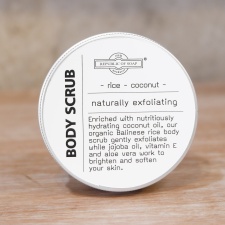 REPUBLIC OF SOAP
- rice - coconut -
naturally exfoliating
BODY SCRUB
Enriched with nutritiously
hydrating coconut oil, our
organic Balinese rice body
scrub gently exfoliates
while jojoba oil, vitamin E
and aloe vera work to
brighten and soften
your skin.